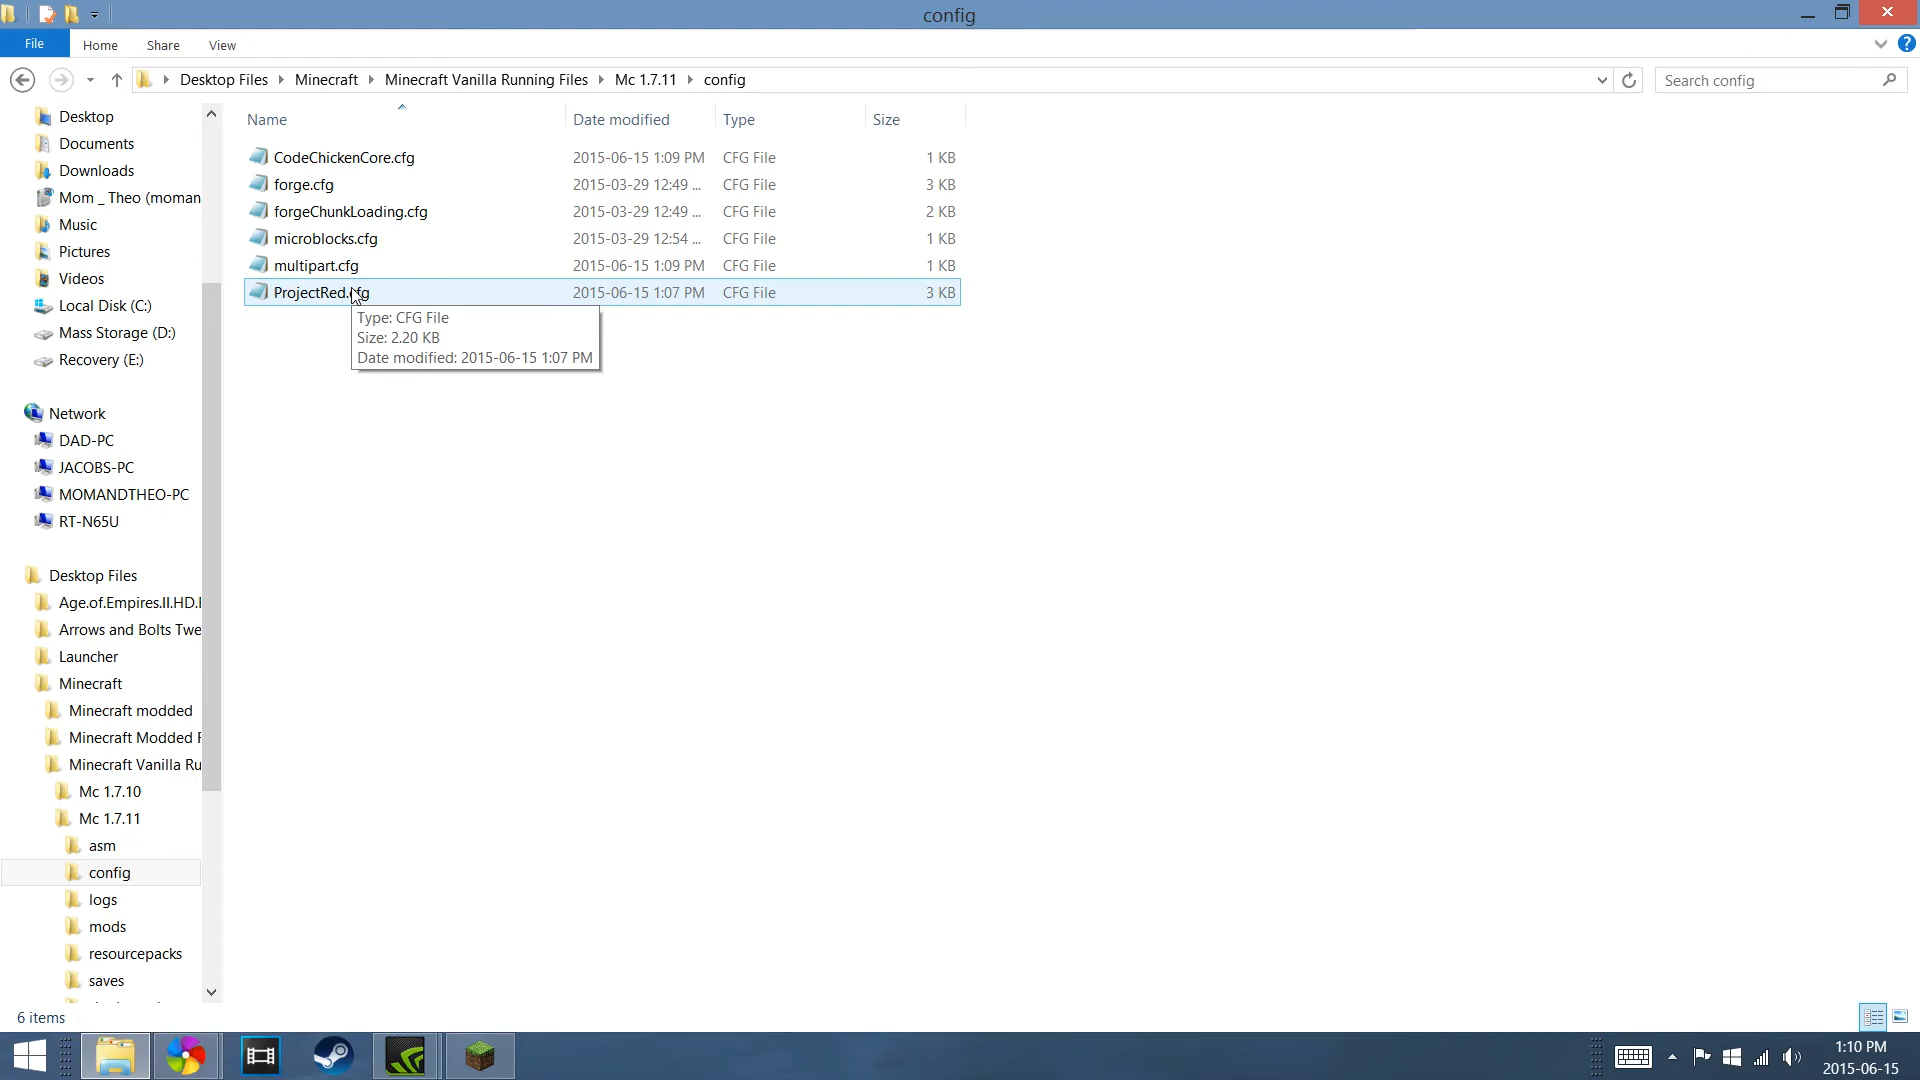 config
File
Home
Share
View
Desktop Files
Minecraft
Minecraft Vanilla Running Files
Mc 1.7.11
config
Search config
Name
Date modified
Type
Size
CodeChickenCore.cfg 2015-06-15 1:09 PM CFG File 1 KB
forge.cfg 2015-03-29 12:49 ... CFG File 3 KB
forgeChunkLoading.cfg 2015-03-29 12:49 ... CFG File 2 KB
microblocks.cfg 2015-03-29 12:54 ... CFG File 1 KB
multipart.cfg 2015-06-15 1:09 PM CFG File 1 KB
ProjectRed.cfg 2015-06-15 1:07 PM CFG File 3 KB
Type: CFG File
Size: 2.20 KB
Date modified: 2015-06-15 1:07 PM
Desktop
Documents
Downloads
Mom _ Theo (moman
Music
Pictures
Videos
Local Disk (C:)
Mass Storage (D:)
Recovery (E:)
Network
DAD-PC
JACOBS-PC
MOMANDTHEO-PC
RT-N65U
Desktop Files
Age.of.Empires.II.HD.
Arrows and Bolts Twe
Launcher
Minecraft
Minecraft modded
Minecraft Modded
Minecraft Vanilla Ru
Mc 1.7.10
Mc 1.7.11
asm
config
logs
mods
resourcepacks
saves
6 items
1:10 PM
2015-06-15